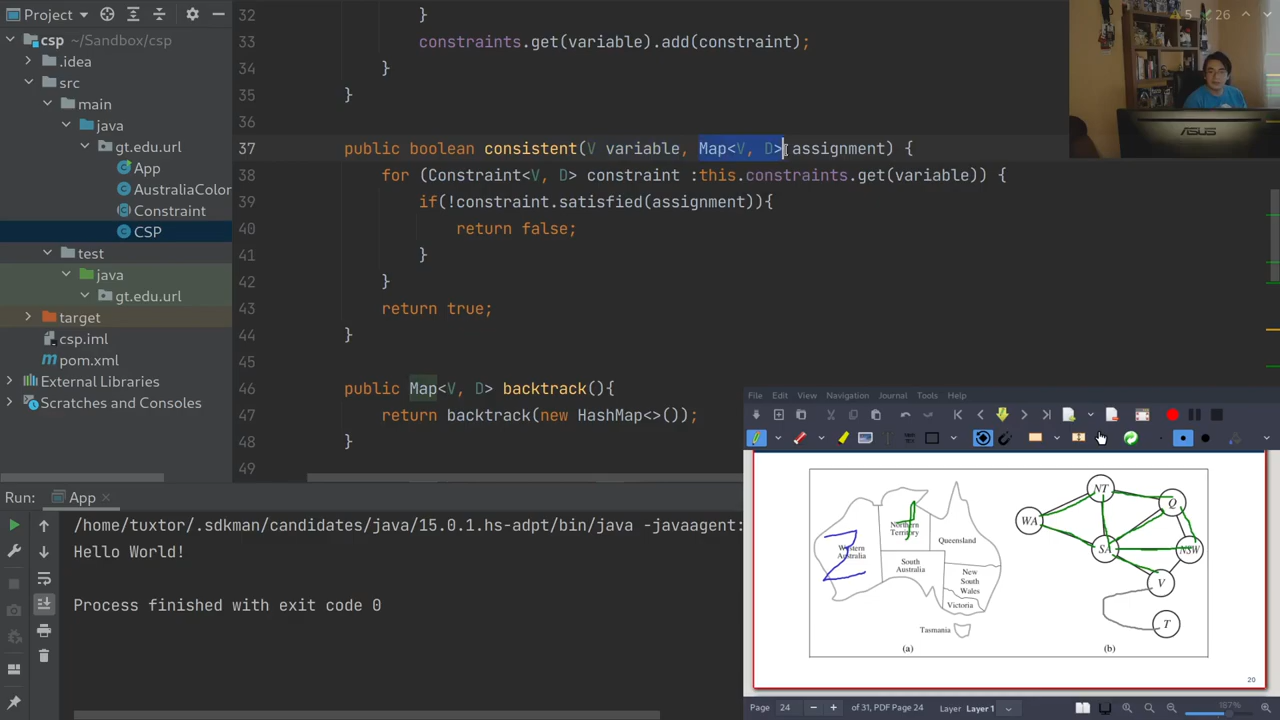 Project
csp ~/Sandbox/csp
.idea
src
main
java
gt.edu.url
App
AustraliaColor
Constraint
CSP
test
java
gt.edu.url
target
csp.iml
pom.xml
External Libraries
Scratches and Consoles
32 }
33 constraints.get(variable).add(constraint);
34 }
35 }
36
37 public boolean consistent(V variable, Map<V, D> assignment) {
38 for (Constraint<V, D> constraint :this.constraints.get(variable)) {
39 if(!constraint.satisfied(assignment)){
40 return false;
41 }
42 }
43 return true;
44 }
45
46 public Map<V, D> backtrack(){
47 return backtrack(new HashMap<>());
48 }
49
5 26
ASUS
Run: App
/home/tuxtor/.sdkman/candidates/java/15.0.1.hs-adpt/bin/java -javaagent:
Hello World!
Process finished with exit code 0
File Edit View Navigation Journal Tools Help
Northern
Territory
Western
Australia
Queensland
South
Australia
New
South
Wales
Victoria
Tasmania
(a)
NT
Q
WA
SA
NSW
V
T
(b)
20
Page 24 of 31, PDF Page 24 Layer Layer 1 187%